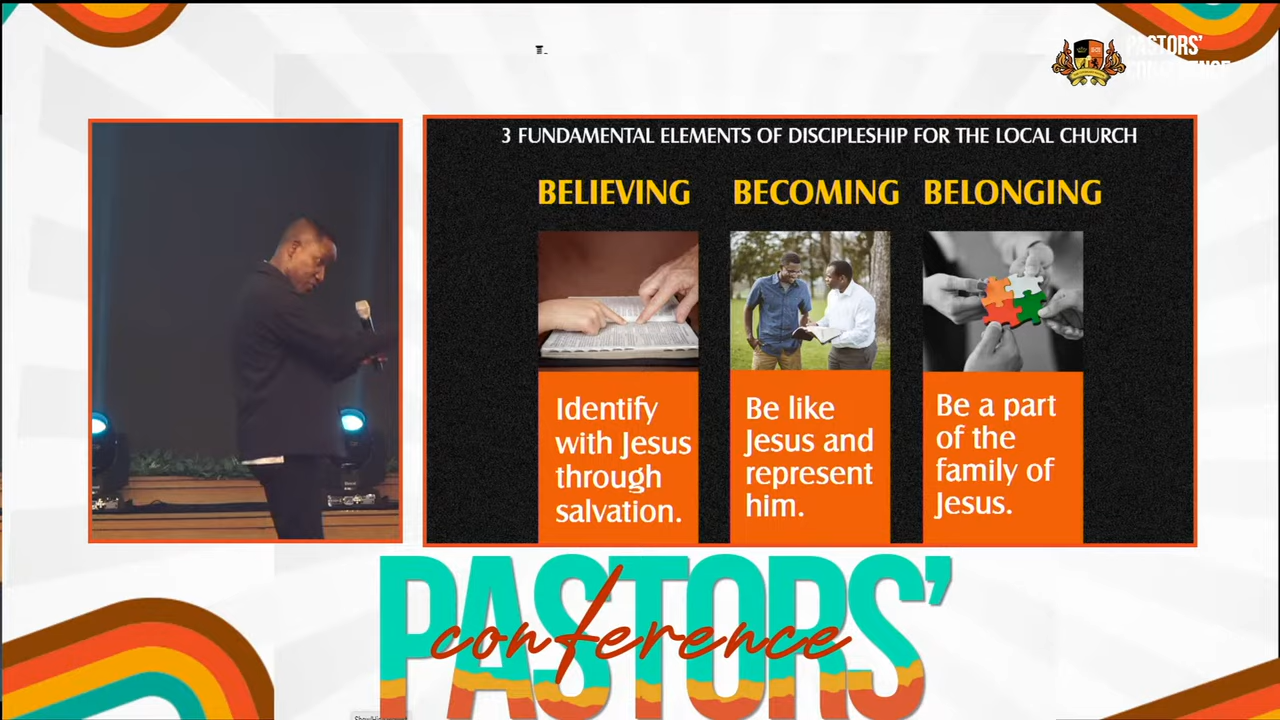 PASTORS'
CONFERENCE
3 FUNDAMENTAL ELEMENTS OF DISCIPLESHIP FOR THE LOCAL CHURCH
BELIEVING
BECOMING
BELONGING
Identify
with Jesus
through
salvation.
Be like
Jesus and
represent
him.
Be a part
of the
family of
Jesus.
PASTORS'
conference